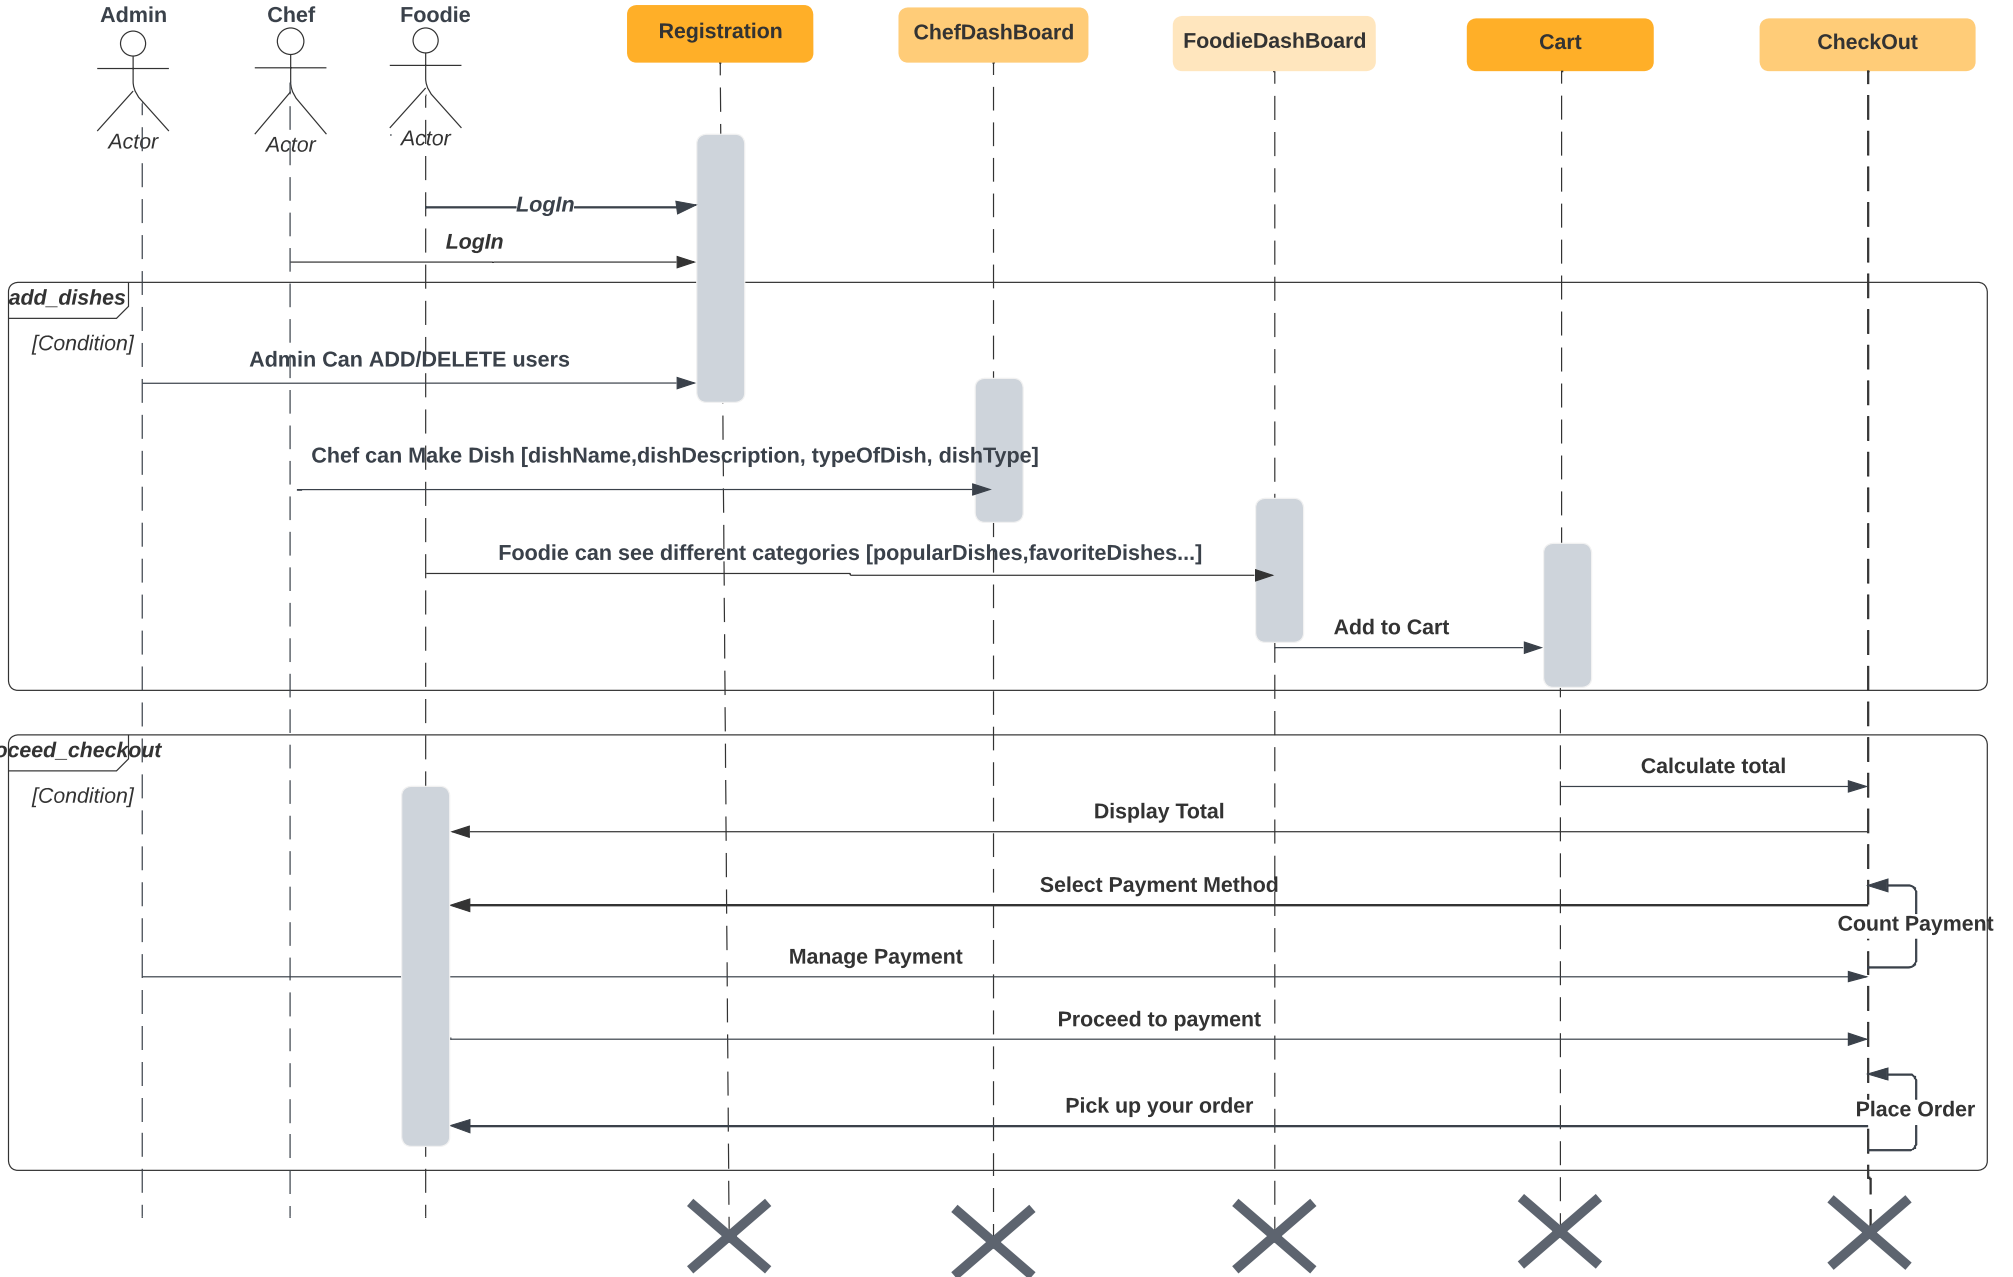 Admin
Chef
Foodie
Registration
ChefDashBoard
FoodieDashBoard
Cart
CheckOut
Actor
Actor
Actor
LogIn
LogIn
add_dishes
[Condition]
Admin Can ADD/DELETE users
Chef can Make Dish [dishName,dishDescription, typeOfDish, dishType]
Foodie can see different categories [popularDishes,favoriteDishes...]
Add to Cart
oceed_checkout
[Condition]
Calculate total
Display Total
Select Payment Method
Count Payment
Manage Payment
Proceed to payment
Pick up your order
Place Order